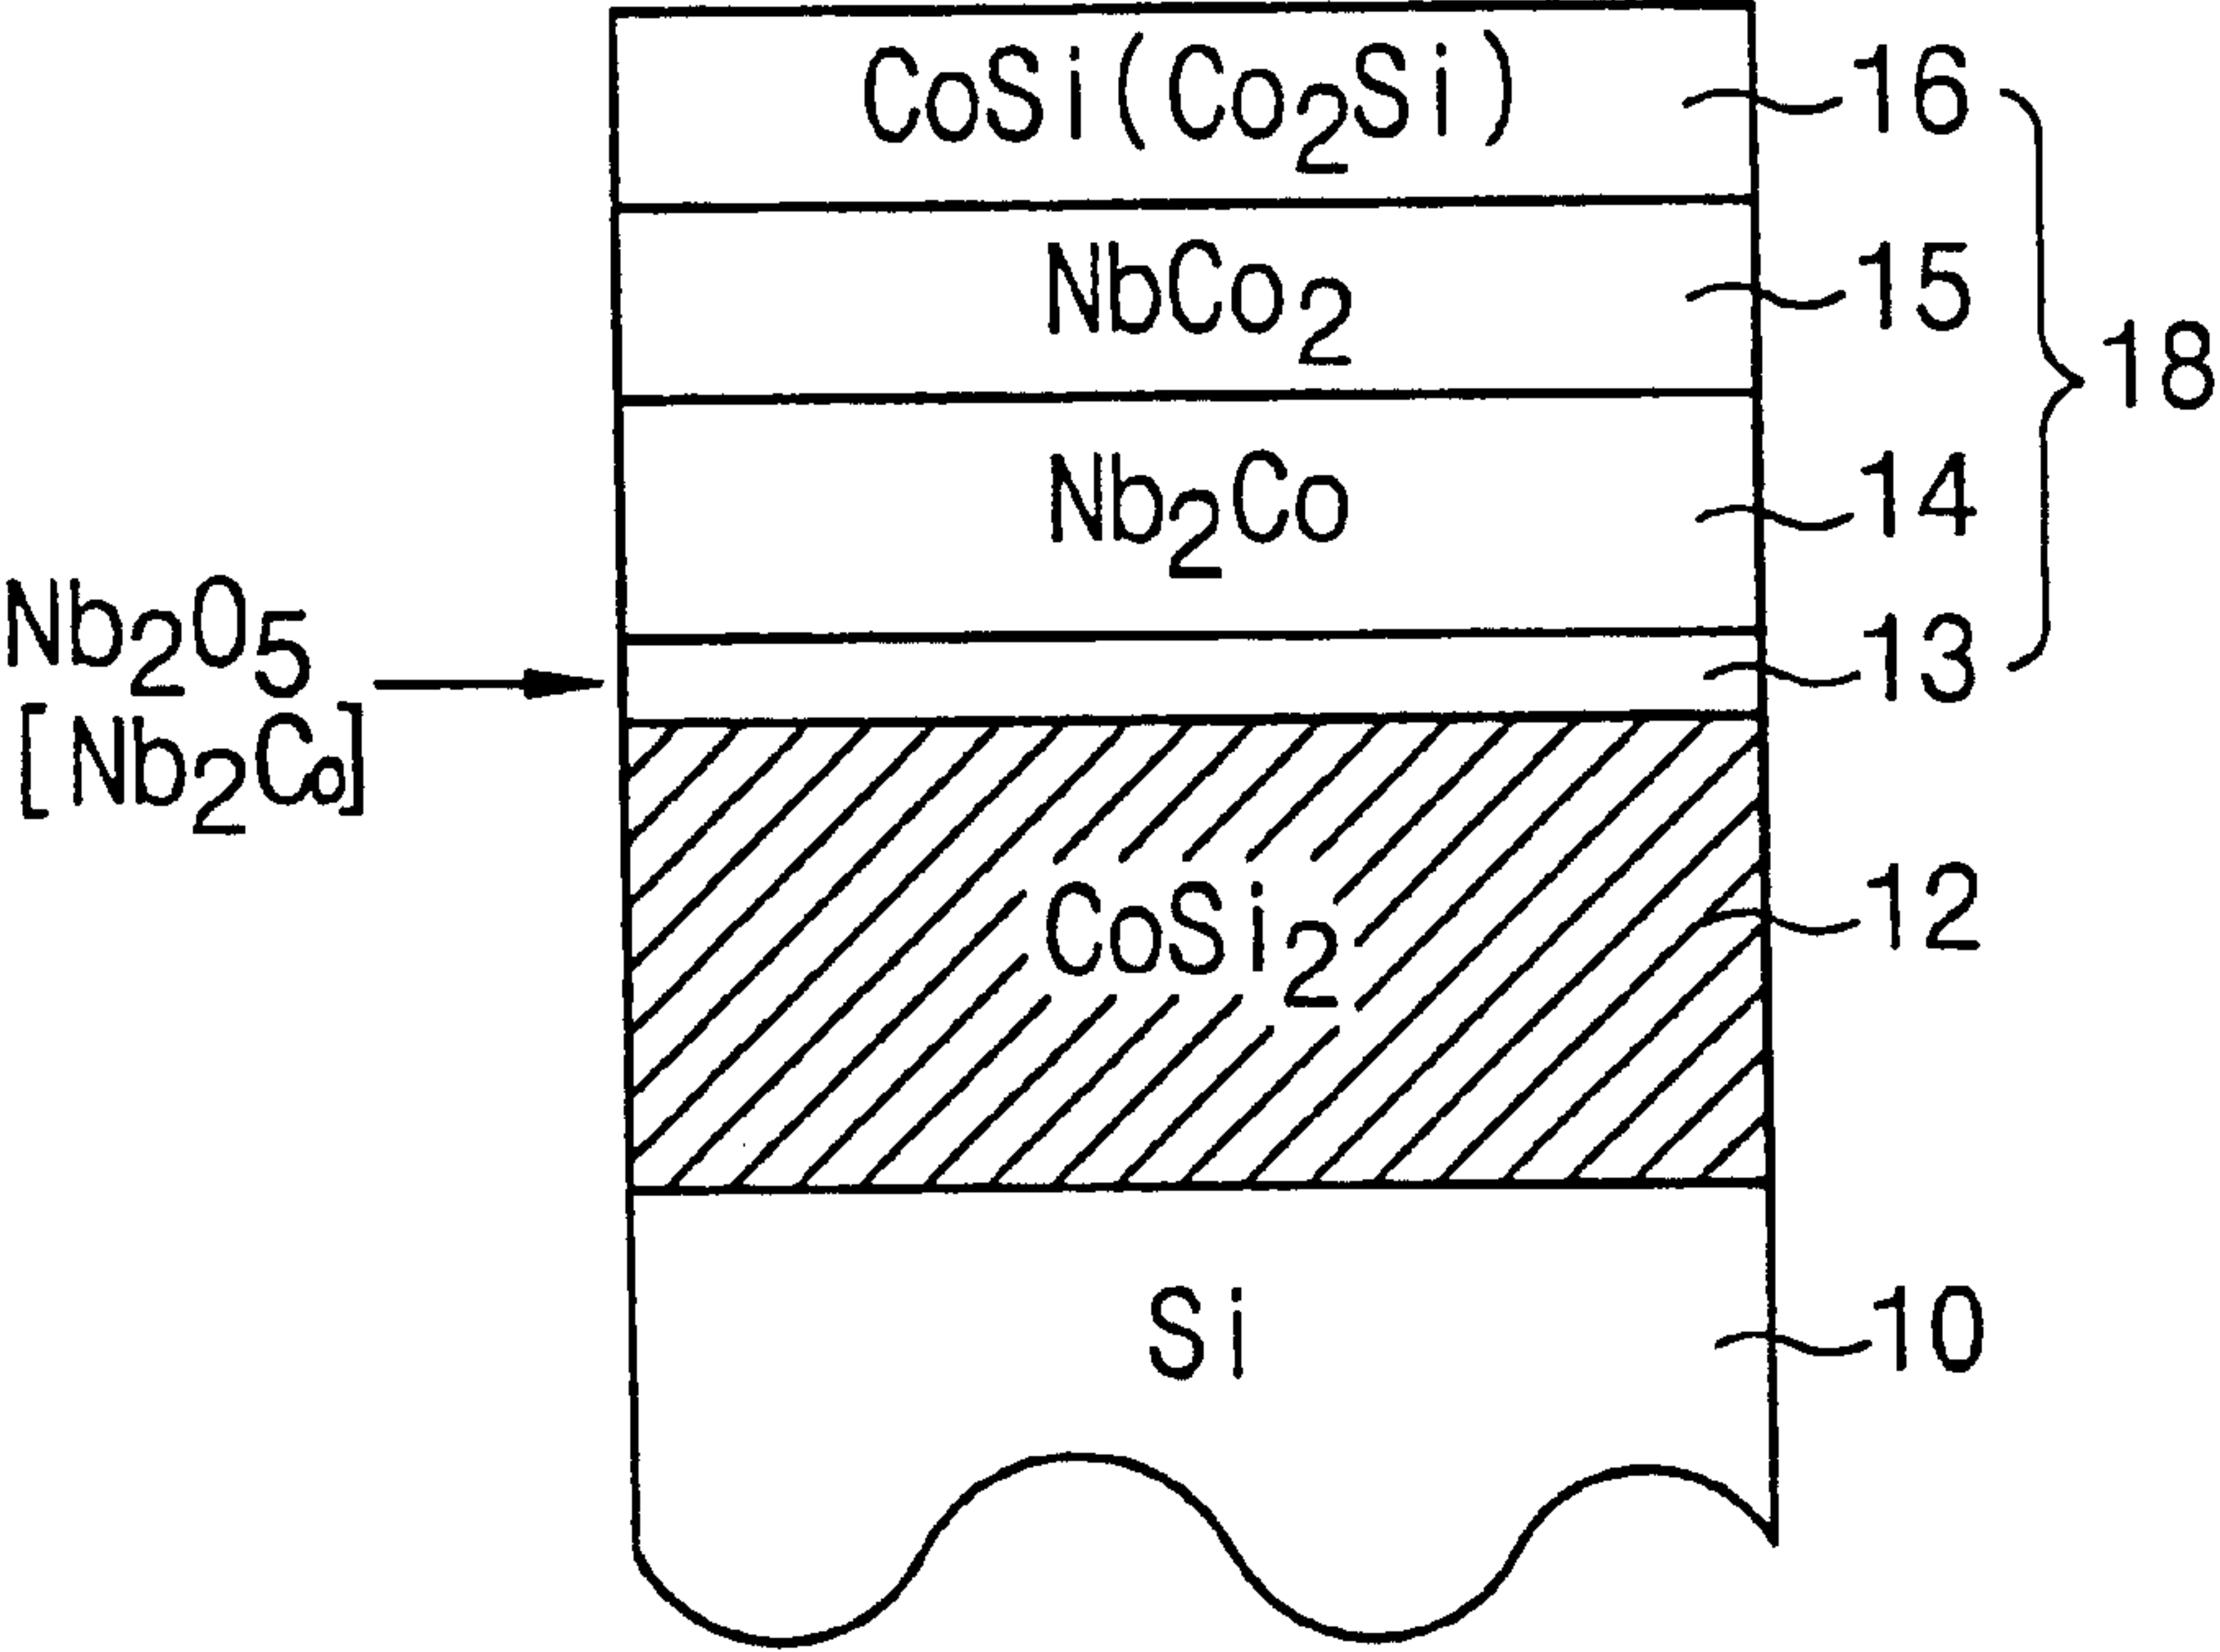 CoSi(Co₂Si) 16
NbCo₂ 15
18
Nb₂Co 14
Nb₂O₅ 13
[Nb₂Co]
CoSi₂ 12
Si 10